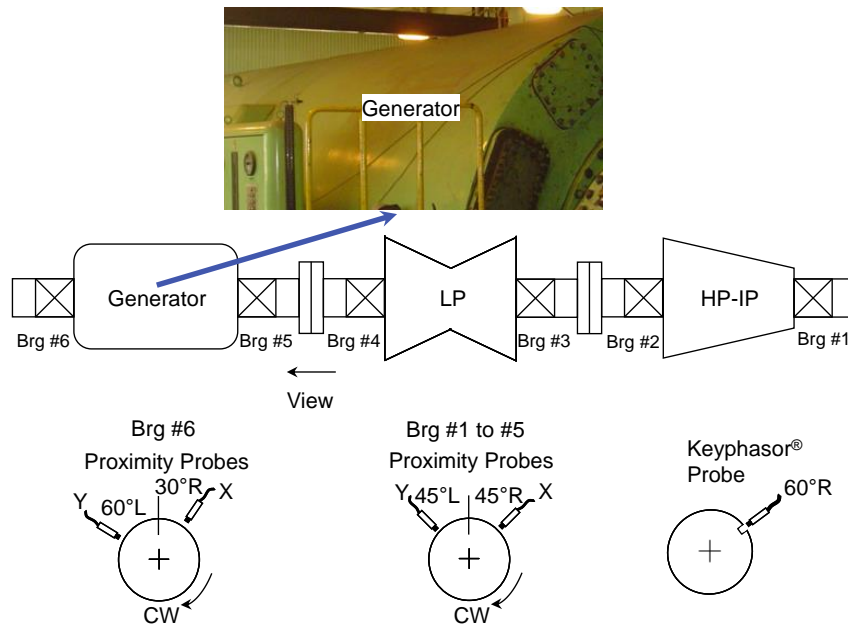 Generator
Generator
LP
HP-IP
Brg #6
Brg #5
Brg #4
Brg #3
Brg #2
Brg #1
View
Brg #6
Proximity Probes
Y
60°L
30°R
X
CW
Brg #1 to #5
Proximity Probes
Y
45°L
45°R
X
CW
Keyphasor®
Probe
60°R